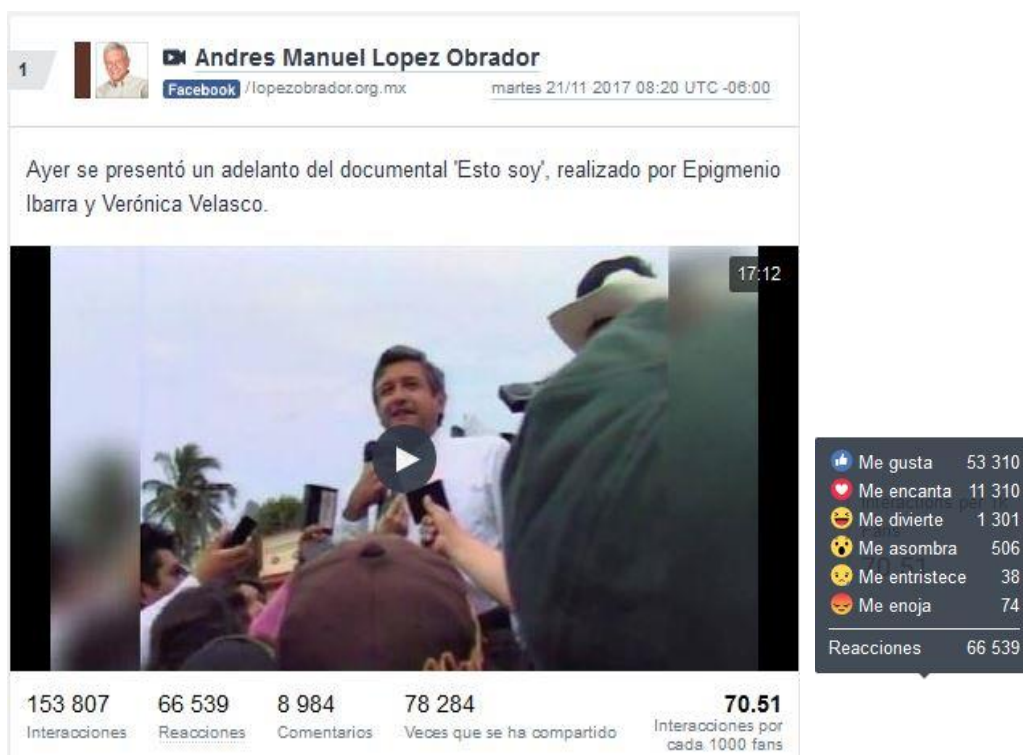 1
Andres Manuel Lopez Obrador
Facebook /lopezobrador.org.mx
martes 21/11 2017 08:20 UTC -06:00
Ayer se presentó un adelanto del documental 'Esto soy', realizado por Epigmenio
Ibarra y Verónica Velasco.
17:12
Me gusta 53 310
Me encanta 11 310
Me divierte 1 301
Me asombra 506
Me entristece 38
Me enoja 74
Reacciones 66 539
153 807
Interacciones
66 539
Reacciones
8 984
Comentarios
78 284
Veces que se ha compartido
70.51
Interacciones por
cada 1000 fans